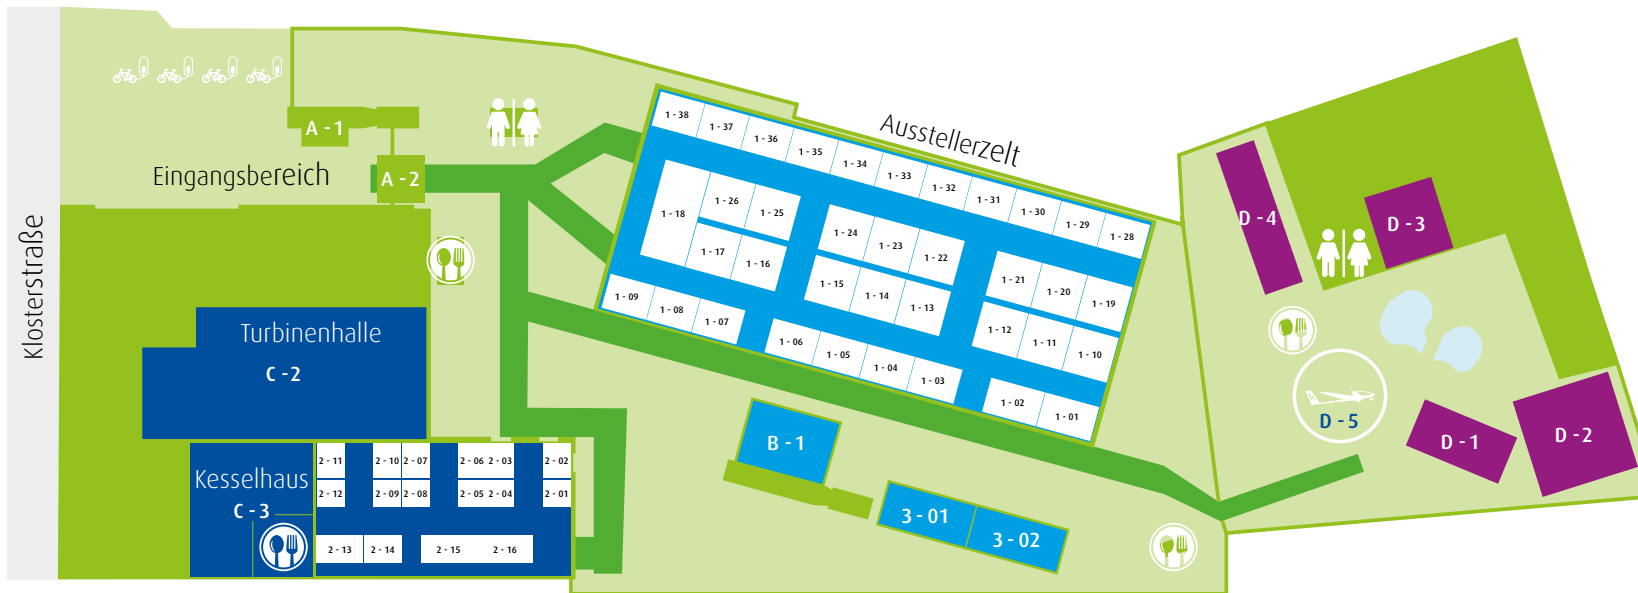 Klosterstraße
A - 1
Eingangsbereich
A - 2
Turbinenhalle
C - 2
Kesselhaus
C - 3
2 - 11
2 - 10
2 - 07
2 - 06
2 - 03
2 - 02
2 - 12
2 - 09
2 - 08
2 - 05
2 - 04
2 - 01
2 - 13
2 - 14
2 - 15
2 - 16
Ausstellerzelt
1 - 38
1 - 37
1 - 36
1 - 35
1 - 34
1 - 33
1 - 32
1 - 31
1 - 30
1 - 29
1 - 28
1 - 18
1 - 26
1 - 25
1 - 24
1 - 23
1 - 22
1 - 21
1 - 20
1 - 19
1 - 17
1 - 16
1 - 15
1 - 14
1 - 13
1 - 12
1 - 11
1 - 10
1 - 09
1 - 08
1 - 07
1 - 06
1 - 05
1 - 04
1 - 03
1 - 02
1 - 01
B - 1
3 - 01
3 - 02
D - 4
D - 3
D - 5
D - 1
D - 2